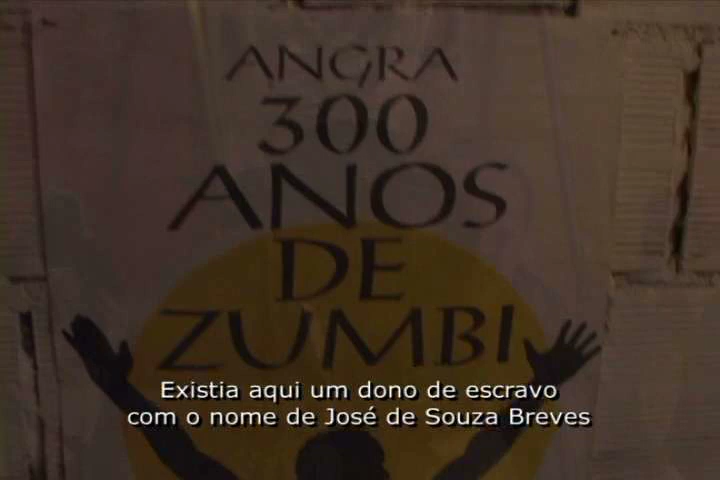 ANGRA
300
ANOS
DE
ZUMBI
Existia aqui um dono de escravo
com o nome de José de Souza Breves